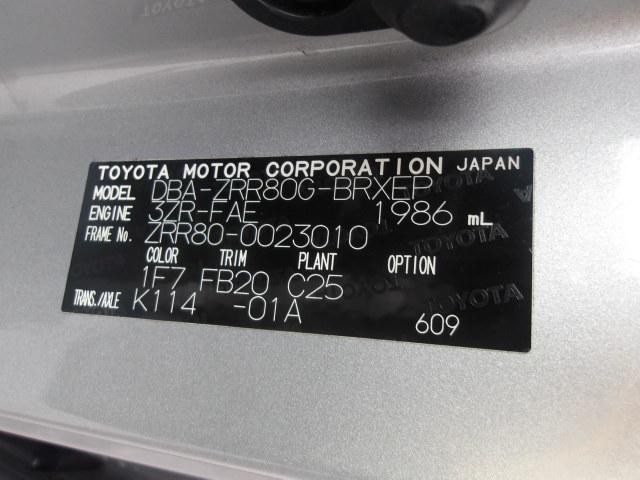 TOYOTA MOTOR CORPORATION JAPAN
MODEL DBA-ZRR80G-BRXEP
ENGINE 3ZR-FAE 1986 mL
FRAME No. ZRR80-0023010
COLOR TRIM PLANT OPTION
1F7 FB20 C25
TRANS./AXLE K114 -01A
609